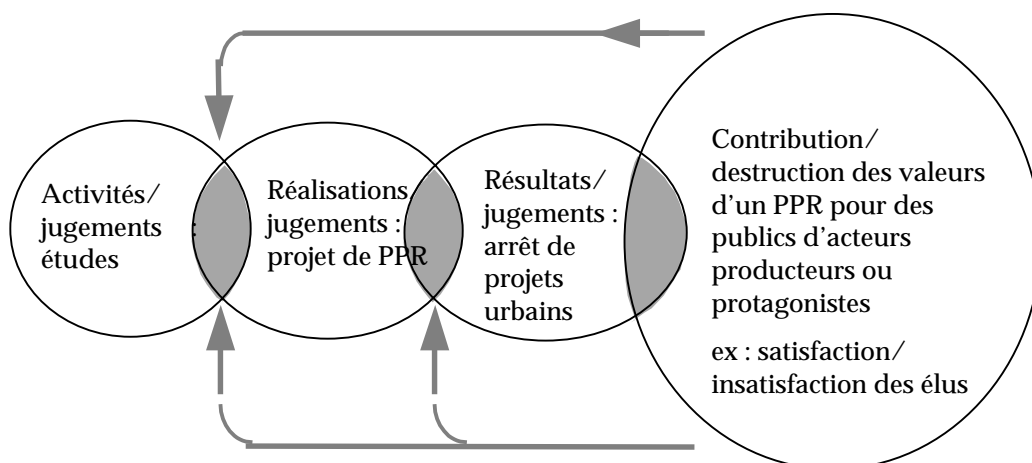 Activités/
jugements :
études
Réalisations
jugements :
projet de PPR
Résultats/
jugements :
arrêt de
projets
urbains
Contribution/
destruction des valeurs
d'un PPR pour des
publics d'acteurs
producteurs ou
protagonistes
ex : satisfaction/
insatisfaction des élus